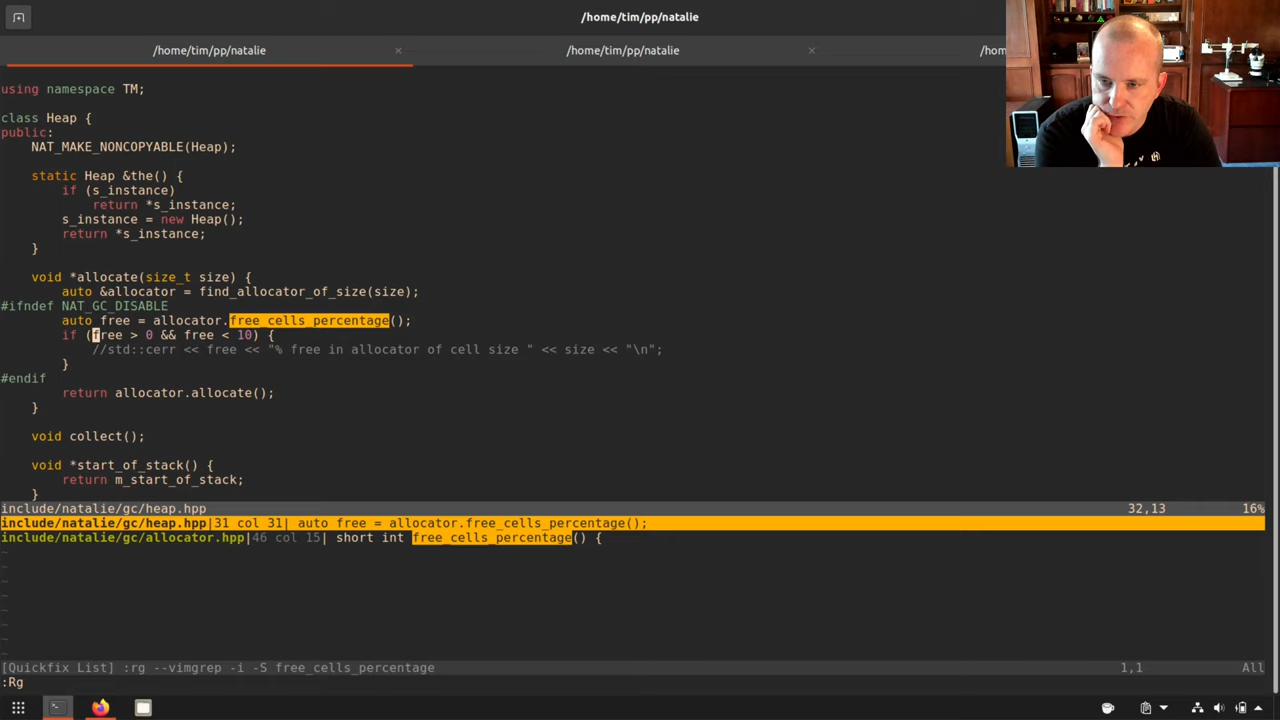 /home/tim/pp/natalie
/home/tim/pp/natalie × /home/tim/pp/natalie × /hom
using namespace TM;
class Heap {
public:
NAT_MAKE_NONCOPYABLE(Heap);
static Heap &the() {
if (s_instance)
return *s_instance;
s_instance = new Heap();
return *s_instance;
}
void *allocate(size_t size) {
auto &allocator = find_allocator_of_size(size);
#ifndef NAT_GC_DISABLE
auto free = allocator.free_cells_percentage();
if (free > 0 && free < 10) {
//std::cerr << free << "% free in allocator of cell size " << size << "\n";
}
#endif
return allocator.allocate();
}
void collect();
void *start_of_stack() {
return m_start_of_stack;
}
include/natalie/gc/heap.hpp 32,13 16%
include/natalie/gc/heap.hpp|31 col 31| auto free = allocator.free_cells_percentage();
include/natalie/gc/allocator.hpp|46 col 15| short int free_cells_percentage() {
~
~
~
~
~
~
~
[Quickfix List] :rg --vimgrep -i -S free_cells_percentage 1,1 All
:Rg